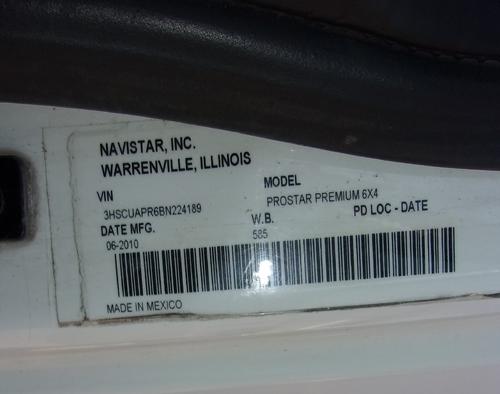 NAVISTAR, INC.
WARRENVILLE, ILLINOIS
VIN MODEL
3HSCUAPR6BN224189 PROSTAR PREMIUM 6X4
DATE MFG. W.B. PD LOC - DATE
06-2010 585
MADE IN MEXICO